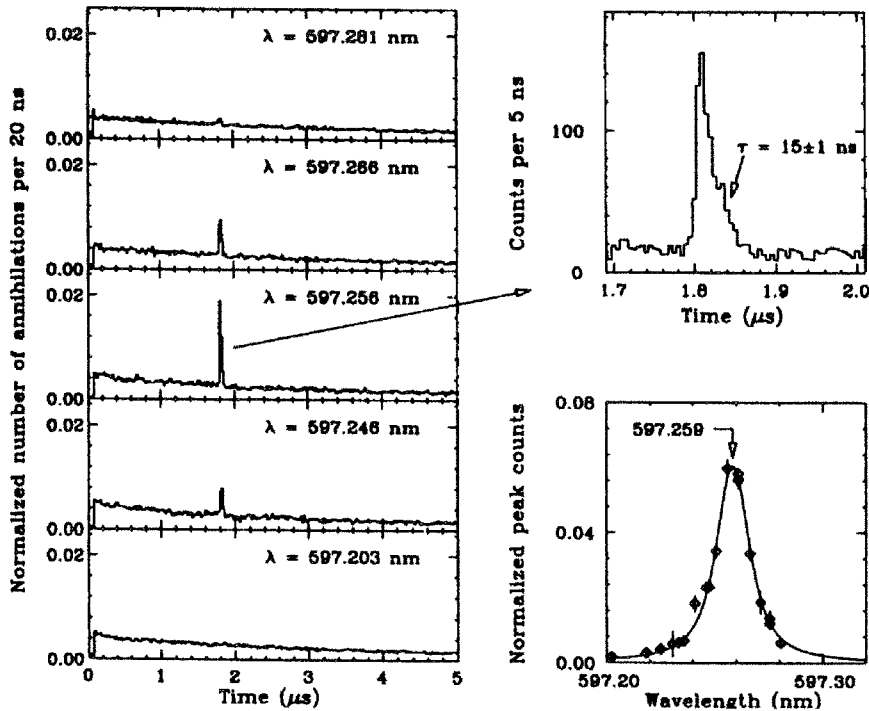 Normalized number of annihilations per 20 ns
0.02
λ = 597.281 nm
0.00
0.02
λ = 597.266 nm
0.00
0.02
λ = 597.256 nm
0.00
0.02
λ = 597.246 nm
0.00
0.02
λ = 597.203 nm
0.00
0 1 2 3 4 5
Time (μs)
Counts per 5 ns
100
τ = 15±1 ns
0
1.7 1.8 1.9 2.0
Time (μs)
Normalized peak counts
0.08
597.259
0.04
0.00
597.20 597.30
Wavelength (nm)